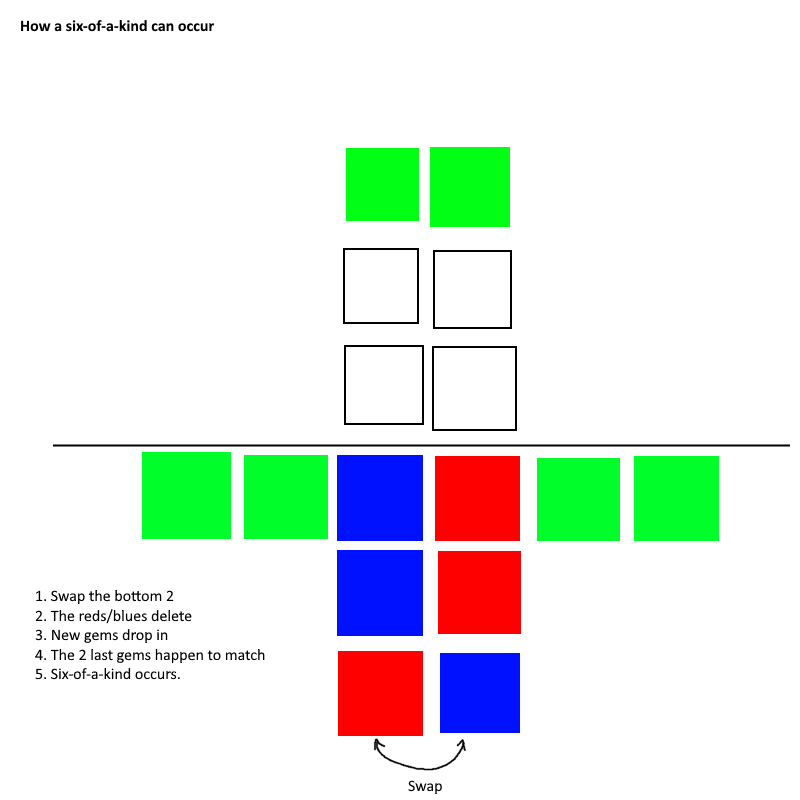 How a six-of-a-kind can occur
1. Swap the bottom 2
2. The reds/blues delete
3. New gems drop in
4. The 2 last gems happen to match
5. Six-of-a-kind occurs.
Swap